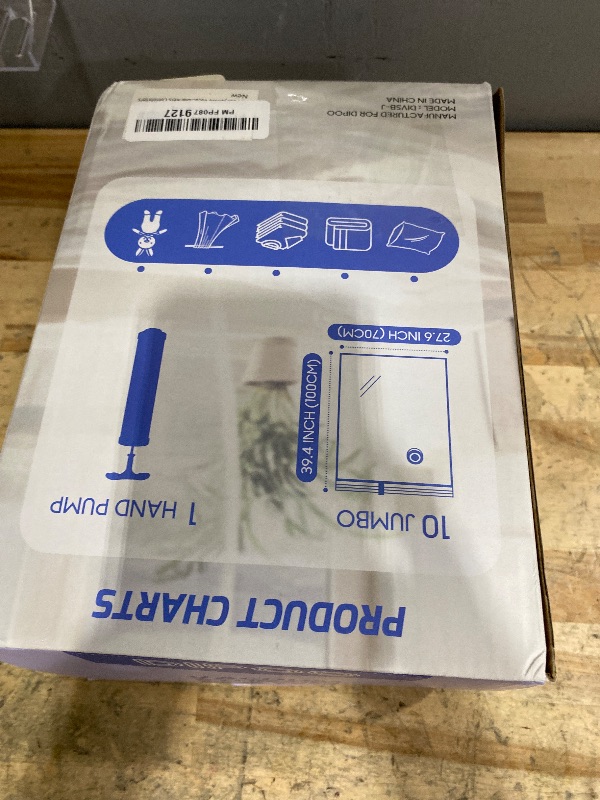 PRODUCT CHARTS
10 JUMBO
1 HAND PUMP
39.4 INCH (100CM)
27.6 INCH (70CM)
MANUFACTURED FOR DIPOO
MODEL: DIVSB-J
MADE IN CHINA
PM FP087 9127
New